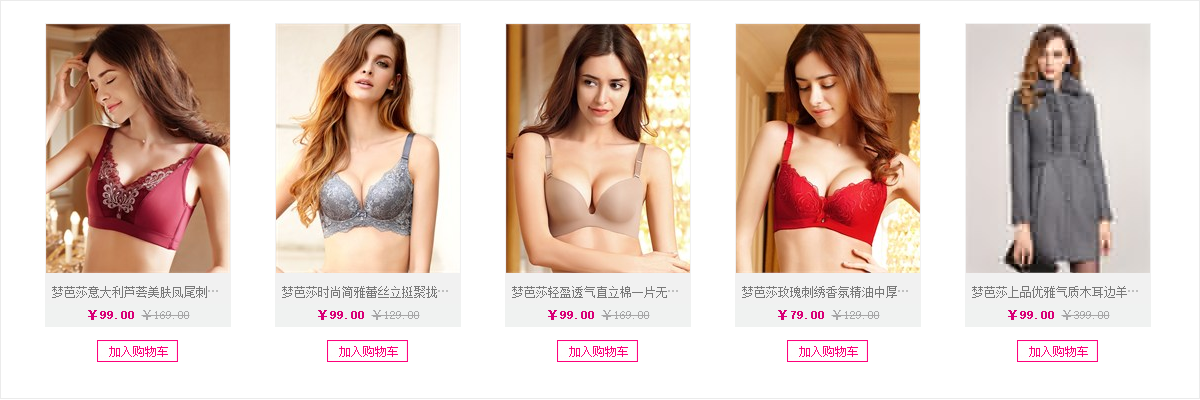 梦芭莎意大利芦荟美肤凤尾刺…
¥99.00 ¥169.00
加入购物车
梦芭莎时尚简雅蕾丝立挺聚拢…
¥99.00 ¥129.00
加入购物车
梦芭莎轻盈透气直立棉一片无…
¥99.00 ¥169.00
加入购物车
梦芭莎玫瑰刺绣香氛精油中厚…
¥79.00 ¥129.00
加入购物车
梦芭莎上品优雅气质木耳边羊…
¥99.00 ¥399.00
加入购物车